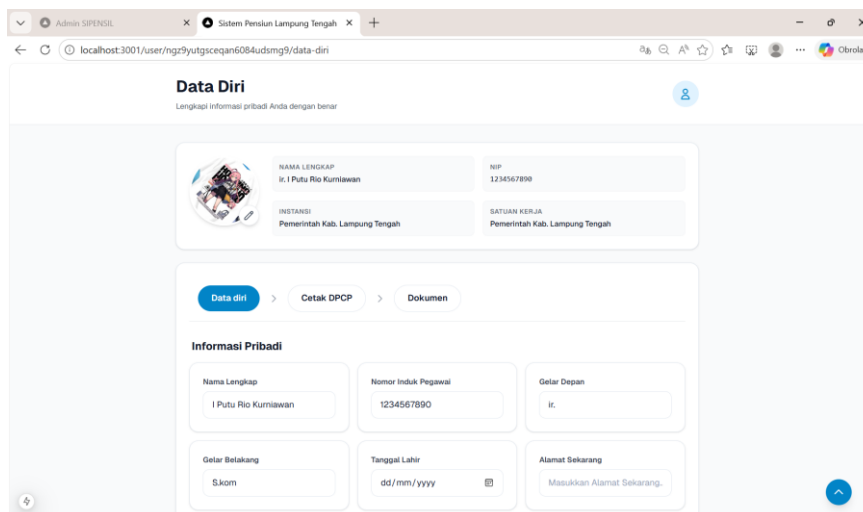 Admin SIPENSIL
Sistem Pensiun Lampung Tengah
localhost:3001/user/ngz9yutgsceqan6084udsmg9/data-diri
Obrola
Data Diri
Lengkapi informasi pribadi Anda dengan benar
NAMA LENGKAP
ir. I Putu Rio Kurniawan
NIP
1234567890
INSTANSI
Pemerintah Kab. Lampung Tengah
SATUAN KERJA
Pemerintah Kab. Lampung Tengah
Data diri > Cetak DPCP > Dokumen
Informasi Pribadi
Nama Lengkap
I Putu Rio Kurniawan
Nomor Induk Pegawai
1234567890
Gelar Depan
ir.
Gelar Belakang
S.kom
Tanggal Lahir
dd/mm/yyyy
Alamat Sekarang
Masukkan Alamat Sekarang..